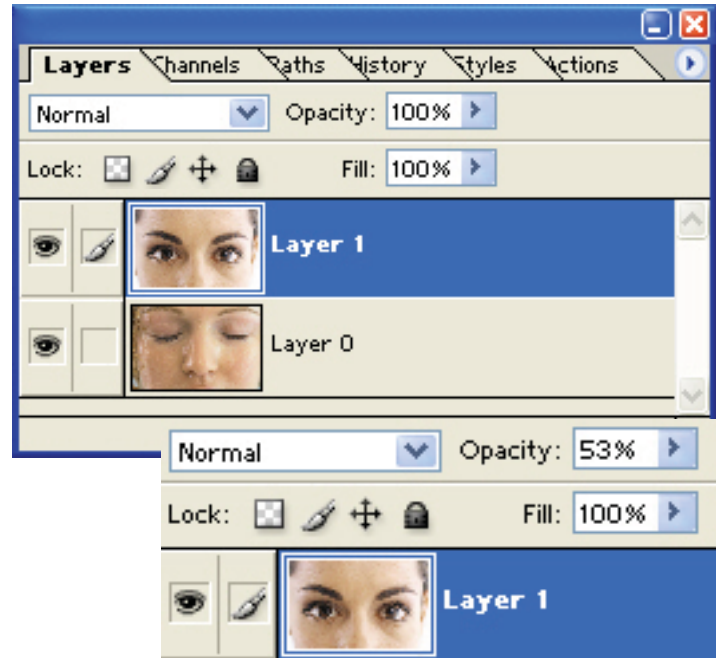 Layers Channels Paths History Styles Actions
Normal Opacity: 100%
Lock: Fill: 100%
Layer 1
Layer 0
Normal Opacity: 53%
Lock: Fill: 100%
Layer 1